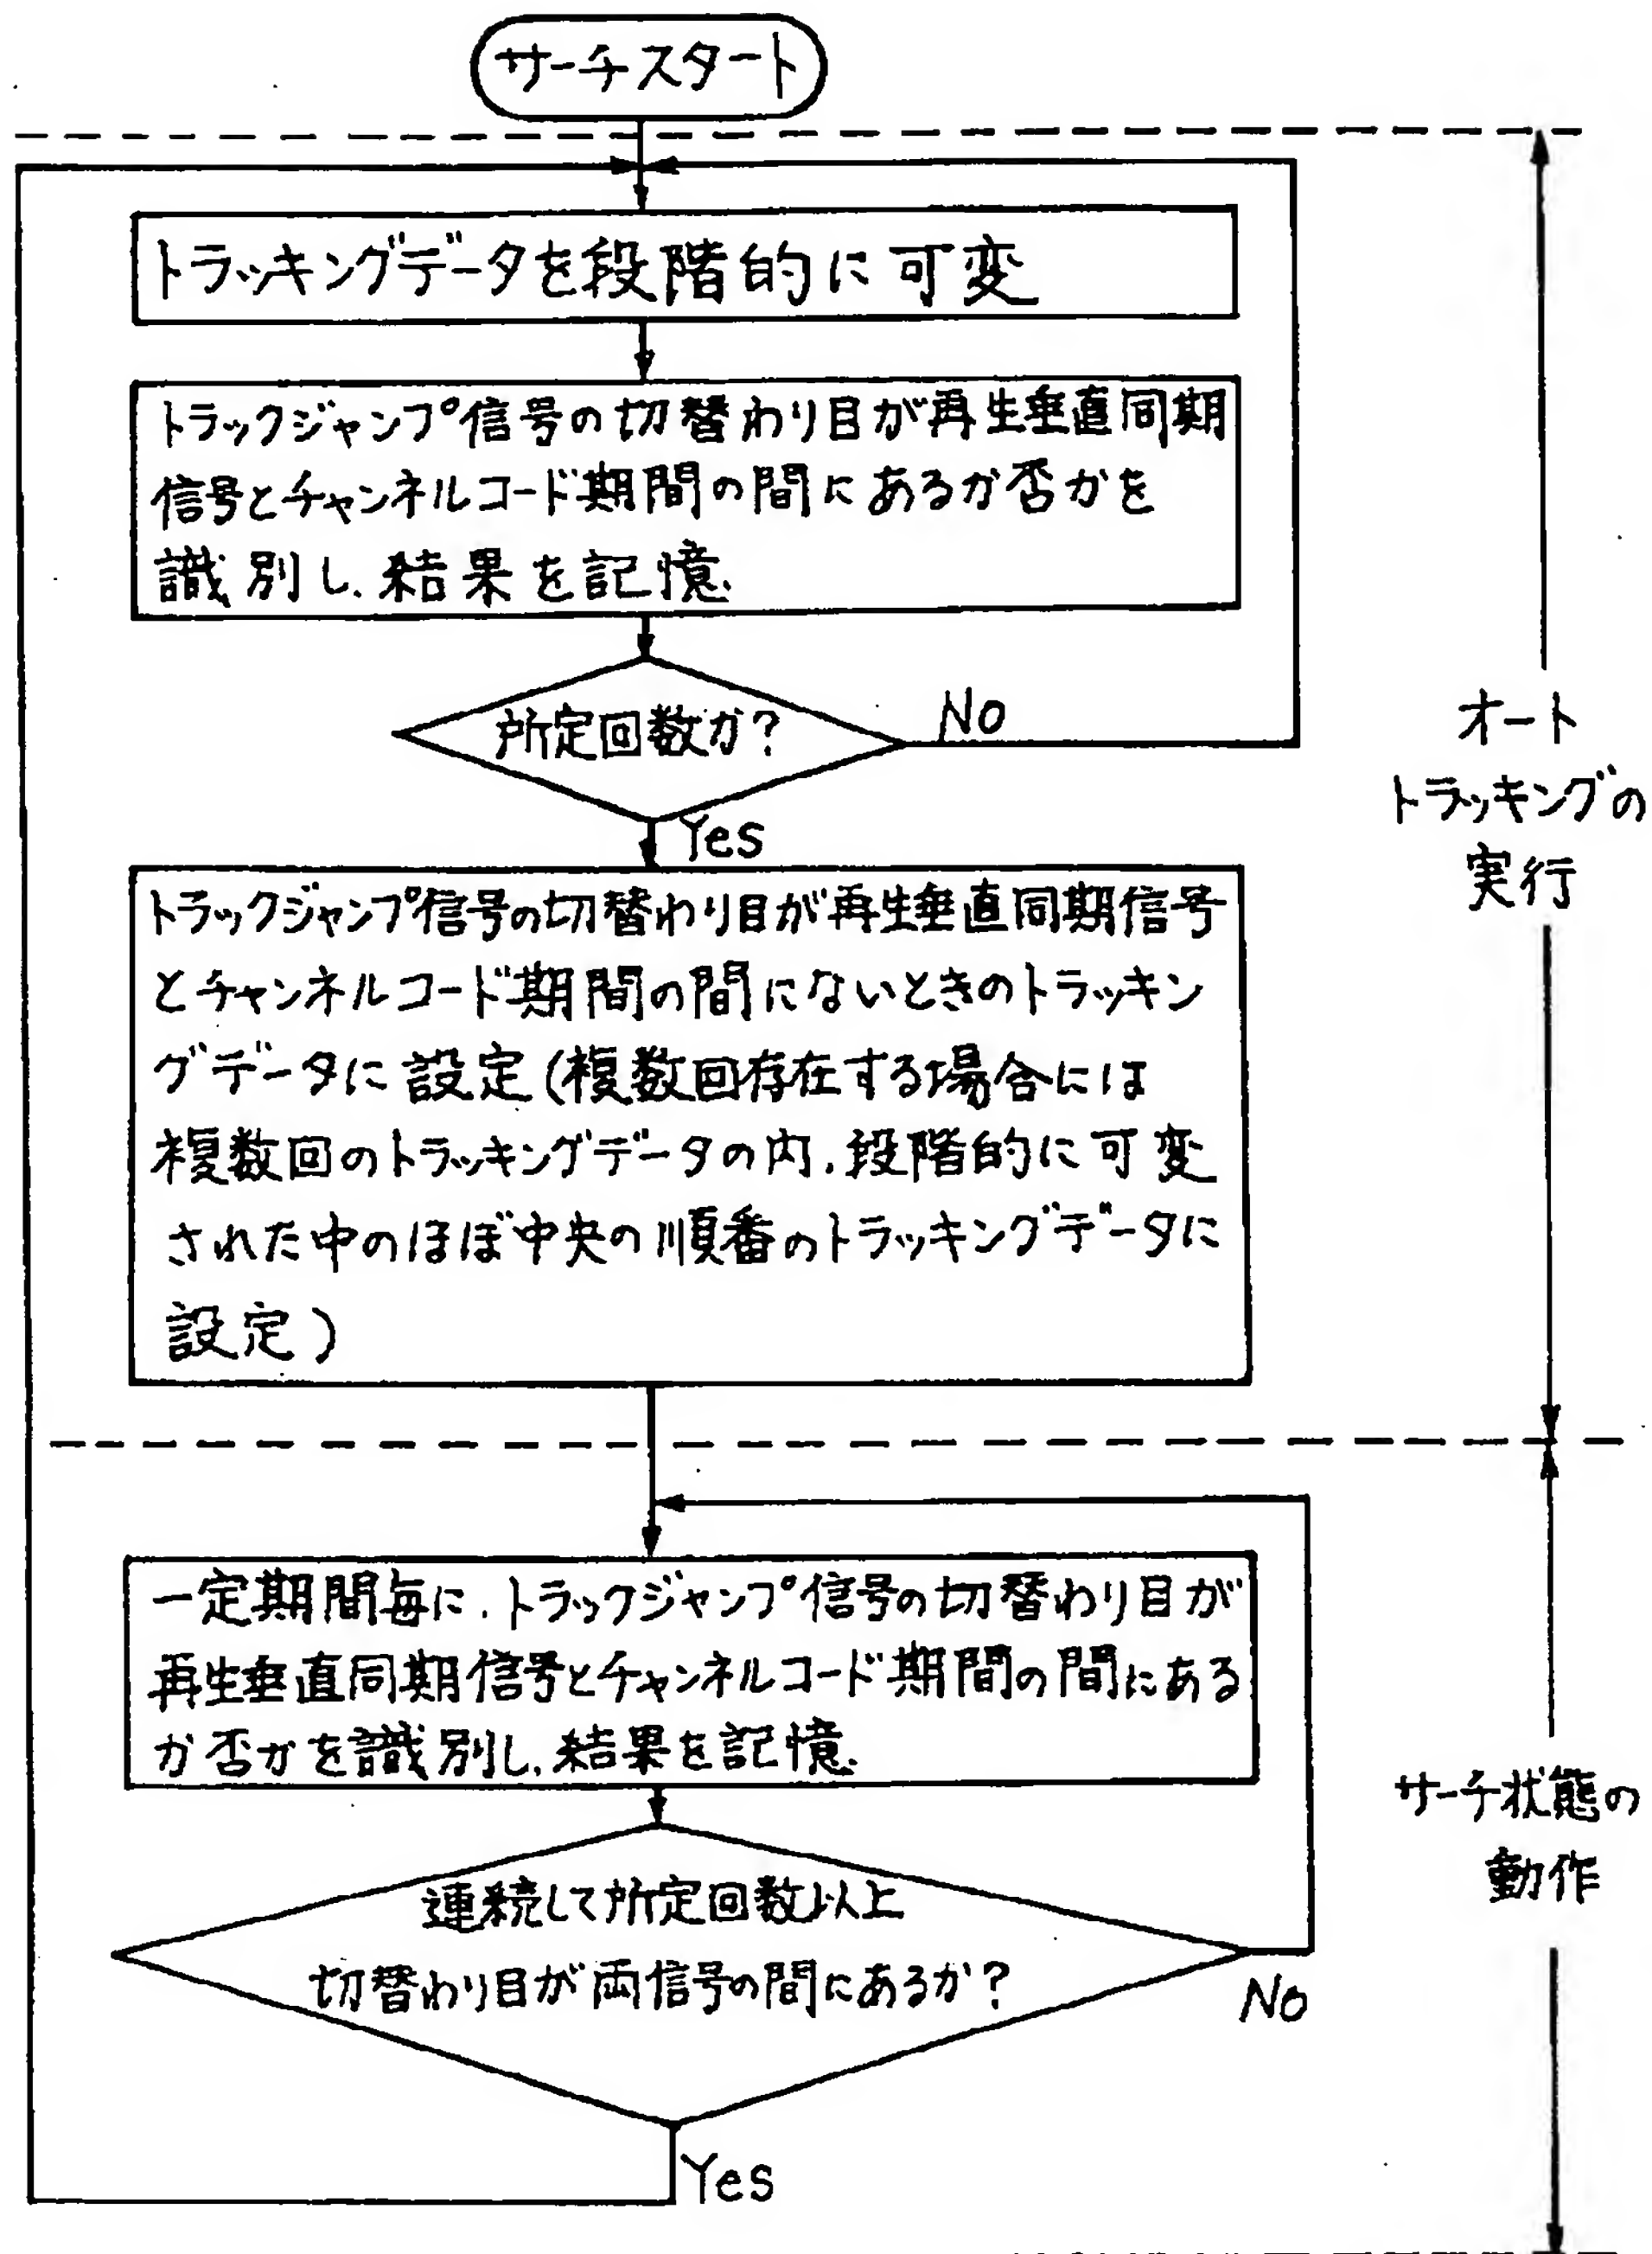 サーチスタート
トラッキングデータを段階的に可変
トラックジャンプ信号の切替わり目が再生垂直同期
信号とチャンネルコード期間の間にあるか否かを
識別し、結果を記憶、
所定回数か?
No
Yes
トラックジャンプ信号の切替わり目が再生垂直同期信号
とチャンネルコード期間の間にないときのトラッキン
グデータに設定(複数回存在する場合には
複数回のトラッキングデータの内、段階的に可変
された中のほぼ中央の順番のトラッキングデータに
設定)
オート
トラッキングの
実行
一定期間毎に、トラックジャンプ信号の切替わり目が
再生垂直同期信号とチャンネルコード期間の間にある
か否かを識別し、結果を記憶、
連続して所定回数以上
切替わり目が両信号の間にあるか?
No
Yes
サーチ状態の
動作